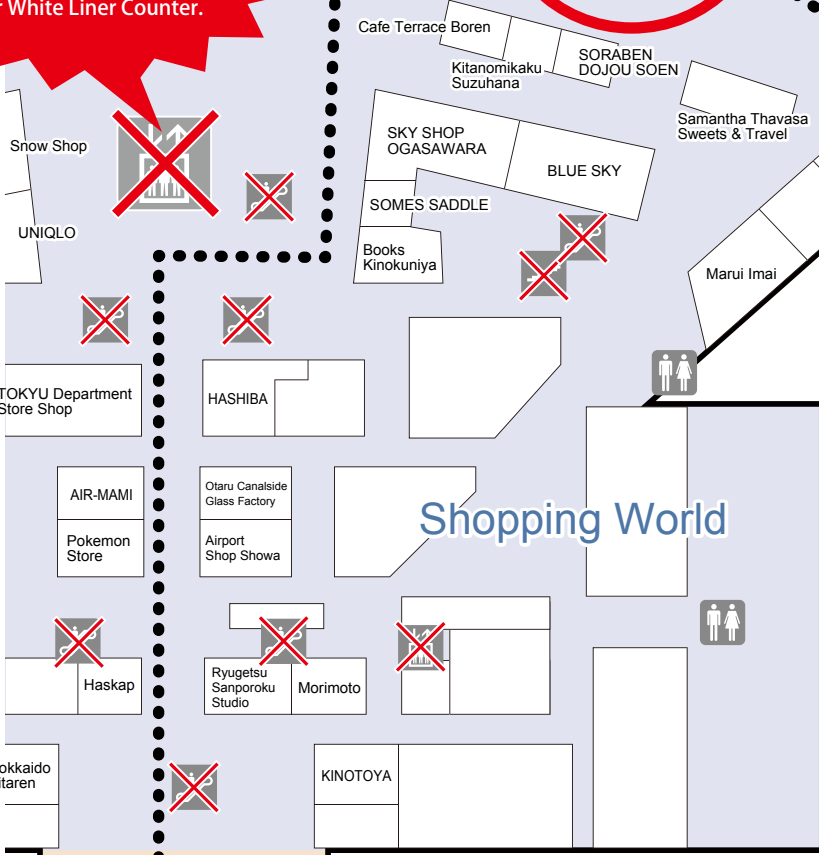 White Liner Counter.
Cafe Terrace Boren
Kitanomikaku
Suzuhana
SORABEN
DOJOU SOEN
Samantha Thavasa
Sweets & Travel
Snow Shop
SKY SHOP
OGASAWARA
BLUE SKY
SOMES SADDLE
UNIQLO
Books
Kinokuniya
Marui Imai
TOKYU Department
Store Shop
HASHIBA
AIR-MAMI
Otaru Canalside
Glass Factory
Shopping World
Pokemon
Store
Airport
Shop Showa
Haskap
Ryugetsu
Sanporoku
Studio
Morimoto
okkaido
itaren
KINOTOYA